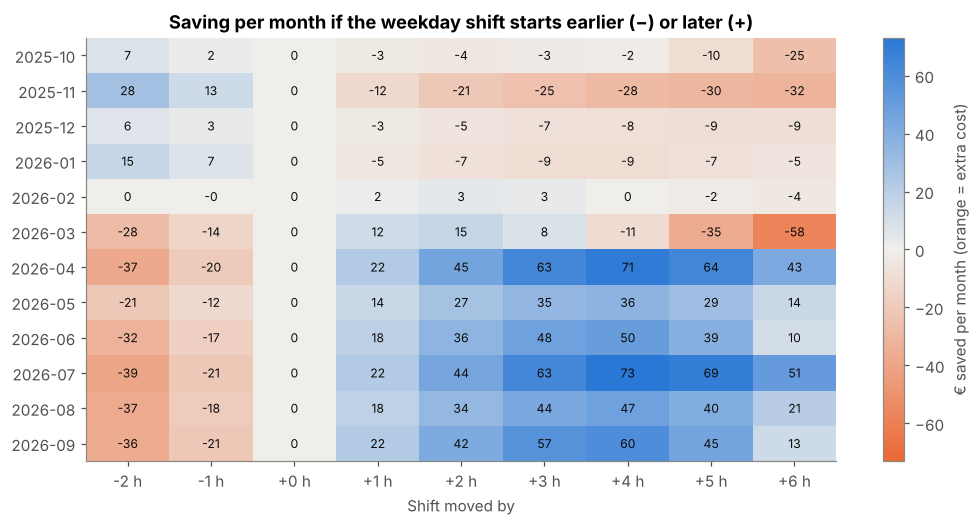 Saving per month if the weekday shift starts earlier (−) or later (+)
2025-10 7 2 0 -3 -4 -3 -2 -10 -25
2025-11 28 13 0 -12 -21 -25 -28 -30 -32
2025-12 6 3 0 -3 -5 -7 -8 -9 -9
2026-01 15 7 0 -5 -7 -9 -9 -7 -5
2026-02 0 -0 0 2 3 3 0 -2 -4
2026-03 -28 -14 0 12 15 8 -11 -35 -58
2026-04 -37 -20 0 22 45 63 71 64 43
2026-05 -21 -12 0 14 27 35 36 29 14
2026-06 -32 -17 0 18 36 48 50 39 10
2026-07 -39 -21 0 22 44 63 73 69 51
2026-08 -37 -18 0 18 34 44 47 40 21
2026-09 -36 -21 0 22 42 57 60 45 13
-2 h -1 h +0 h +1 h +2 h +3 h +4 h +5 h +6 h
Shift moved by
60
40
20
0
−20
−40
−60
€ saved per month (orange = extra cost)